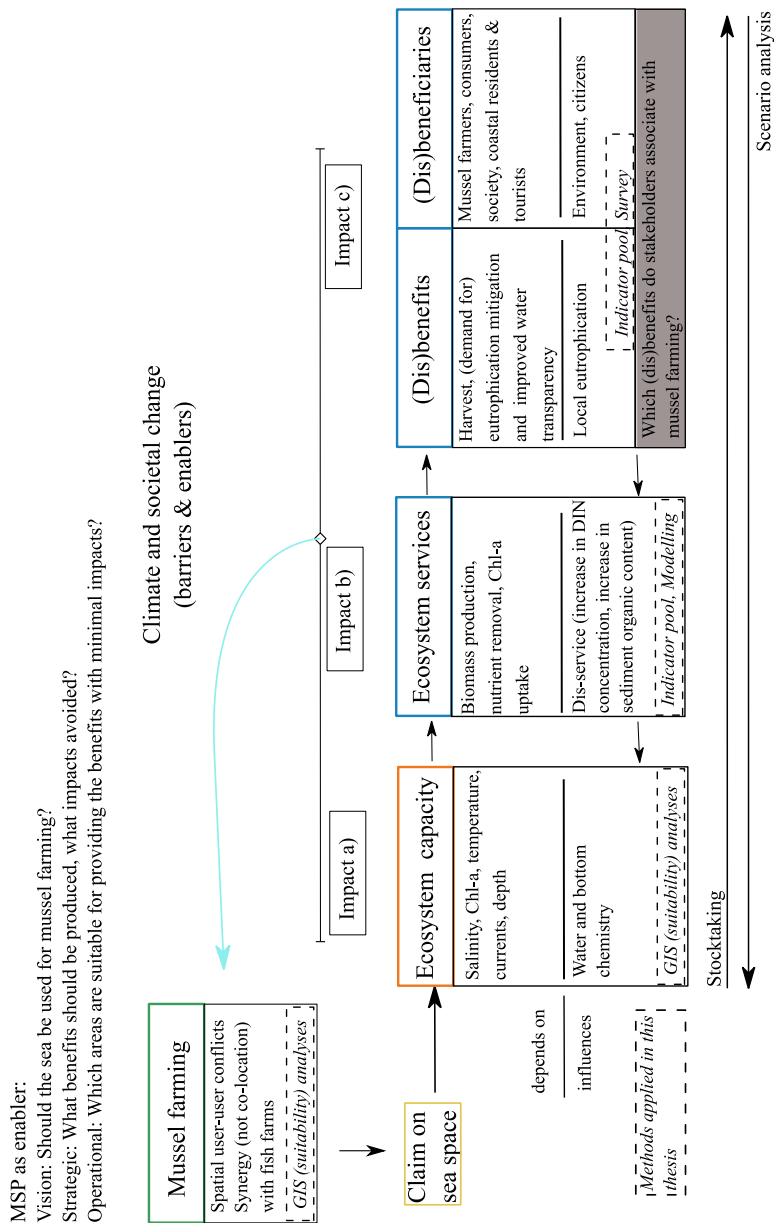 MSP as enabler:
Vision: Should the sea be used for mussel farming?
Strategic: What benefits should be produced, what impacts avoided?
Operational: Which areas are suitable for providing the benefits with minimal impacts?
Climate and societal change
(barriers & enablers)
Mussel farming
Spatial user-user conflicts
Synergy (not co-location)
with fish farms
GIS (suitability) analyses
Impact a)
Impact b)
Impact c)
Claim on
sea space
Ecosystem capacity
Salinity, Chl-a, temperature,
currents, depth
Water and bottom
chemistry
GIS (suitability) analyses
Ecosystem services
Biomass production,
nutrient removal, Chl-a
uptake
Dis-service (increase in DIN
concentration, increase in
sediment organic content)
Indicator pool, Modelling
(Dis)benefits
Harvest, (demand for)
eutrophication mitigation
and improved water
transparency
Local eutrophication
(Dis)beneficiaries
Mussel farmers, consumers,
society, coastal residents &
tourists
Environment, citizens
Indicator pool, Survey
Which (dis)benefits do stakeholders associate with
mussel farming?
depends on
influences
Methods applied in this
thesis
Stocktaking
Scenario analysis